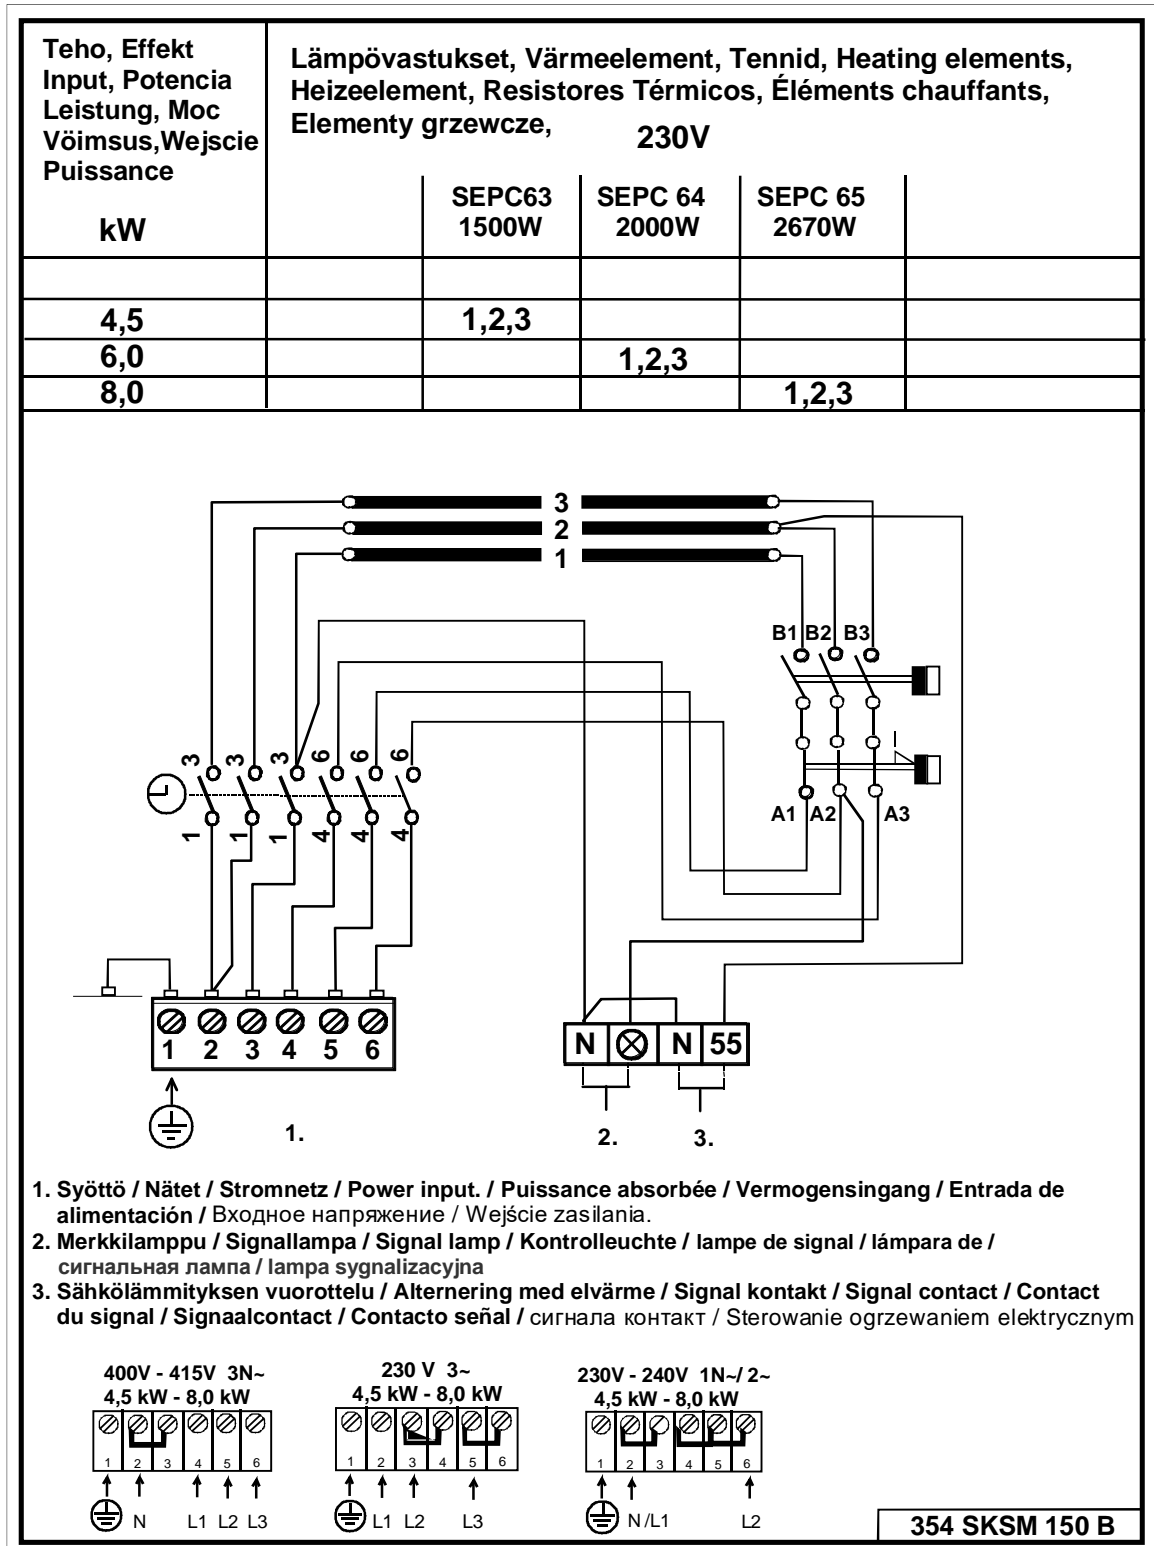 Teho, Effekt
Input, Potencia
Leistung, Moc
Vöimsus,Wejscie
Puissance
kW
Lämpövastukset, Värmeelement, Tennid, Heating elements,
Heizeelement, Resistores Térmicos, Éléments chauffants,
Elementy grzewcze, 230V
SEPC63 SEPC 64 SEPC 65
1500W 2000W 2670W
4,5 1,2,3
6,0 1,2,3
8,0 1,2,3
3
2
1
B1 B2 B3
3 3 3 6 6 6
1 1 1 4 4 4
A1 A2 A3
1 2 3 4 5 6
N N 55
1. 2. 3.
1. Syöttö / Nätet / Stromnetz / Power input. / Puissance absorbée / Vermogensingang / Entrada de
alimentación / Входное напряжение / Wejście zasilania.
2. Merkkilamppu / Signallampa / Signal lamp / Kontrolleuchte / lampe de signal / lámpara de /
сигнальная лампа / lampa sygnalizacyjna
3. Sähkölämmityksen vuorottelu / Alternering med elvärme / Signal kontakt / Signal contact / Contact
du signal / Signaalcontact / Contacto señal / сигнала контакт / Sterowanie ogrzewaniem elektrycznym
400V - 415V 3N~
4,5 kW - 8,0 kW
1 2 3 4 5 6
N L1 L2 L3
230 V 3~
4,5 kW - 8,0 kW
1 2 3 4 5 6
L1 L2 L3
230V - 240V 1N~/ 2~
4,5 kW - 8,0 kW
1 2 3 4 5 6
N /L1 L2
354 SKSM 150 B